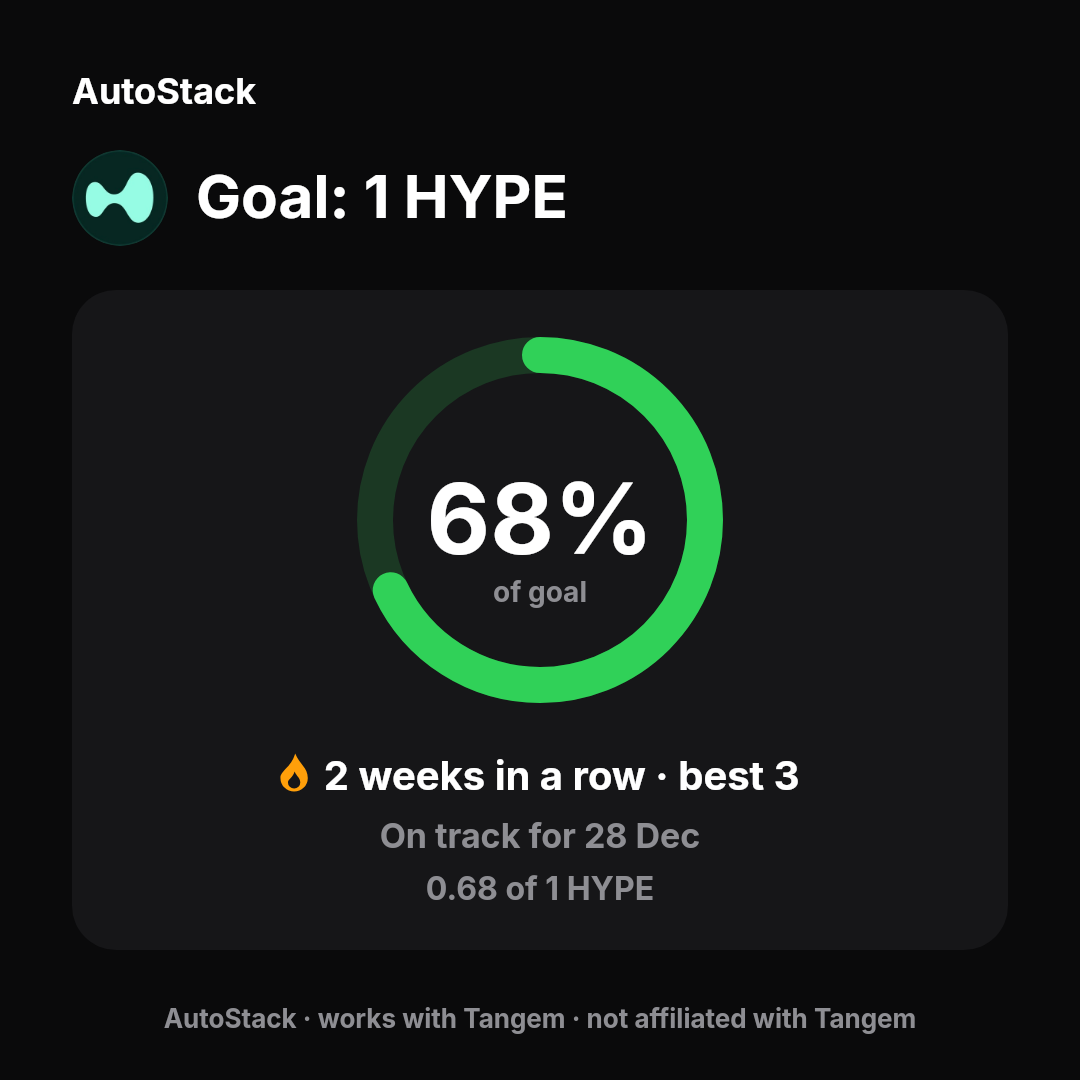 AutoStack
Goal: 1 HYPE
68%
of goal
2 weeks in a row · best 3
On track for 28 Dec
0.68 of 1 HYPE
AutoStack · works with Tangem · not affiliated with Tangem